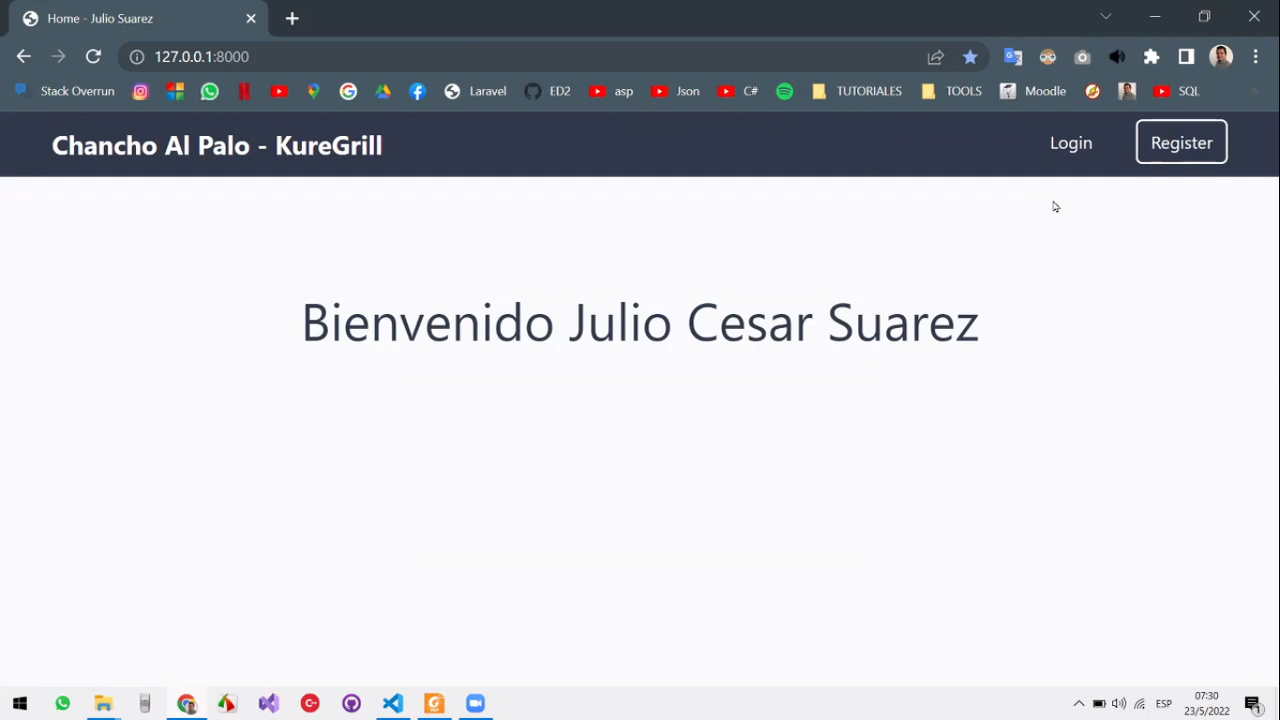 Home - Julio Suarez
127.0.0.1:8000
Stack Overrun Laravel ED2 asp Json C# TUTORIALES TOOLS Moodle SQL
Chancho Al Palo - KureGrill Login Register
Bienvenido Julio Cesar Suarez
ESP
07:30
23/5/2022
1